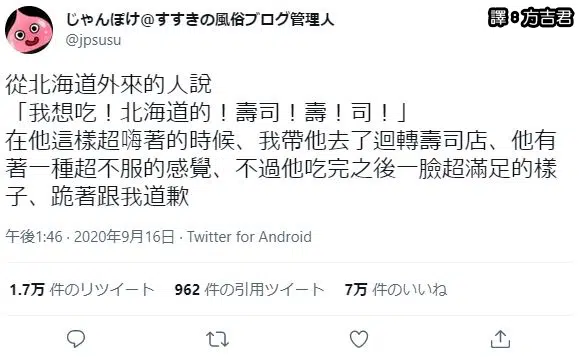 じゃんぼけ@すすきの風俗ブログ管理人
譯8方吉君
@jpsusu
從北海道外來的人說
「我想吃！北海道的！壽司！壽！司！」
在他這樣超嗨著的時候、我帶他去了迴轉壽司店、他有
著一種超不服的感覺、不過他吃完之後一臉超滿足的樣
子、跪著跟我道歉
午後1:46 · 2020年9月16日 · Twitter for Android
1.7万 件のリツイート 962 件の引用ツイート 7万 件のいいね